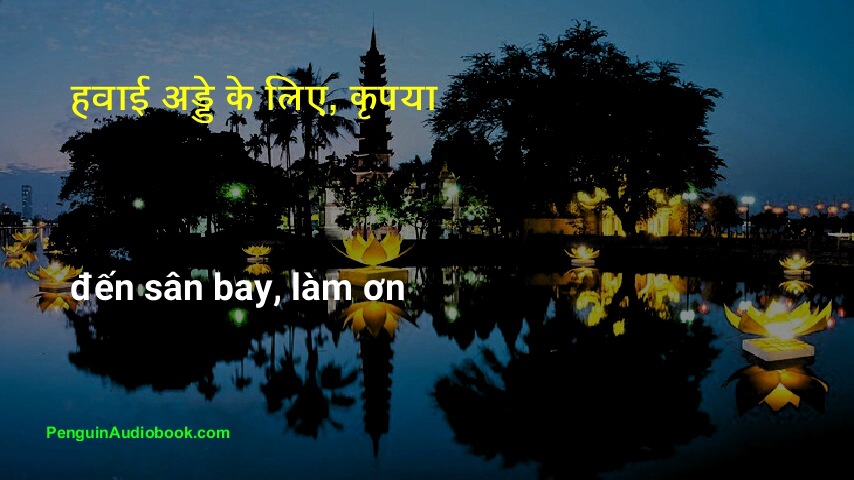 हवाई अड्डे के लिए, कृपया
đến sân bay, làm ơn
PenguinAudiobook.com